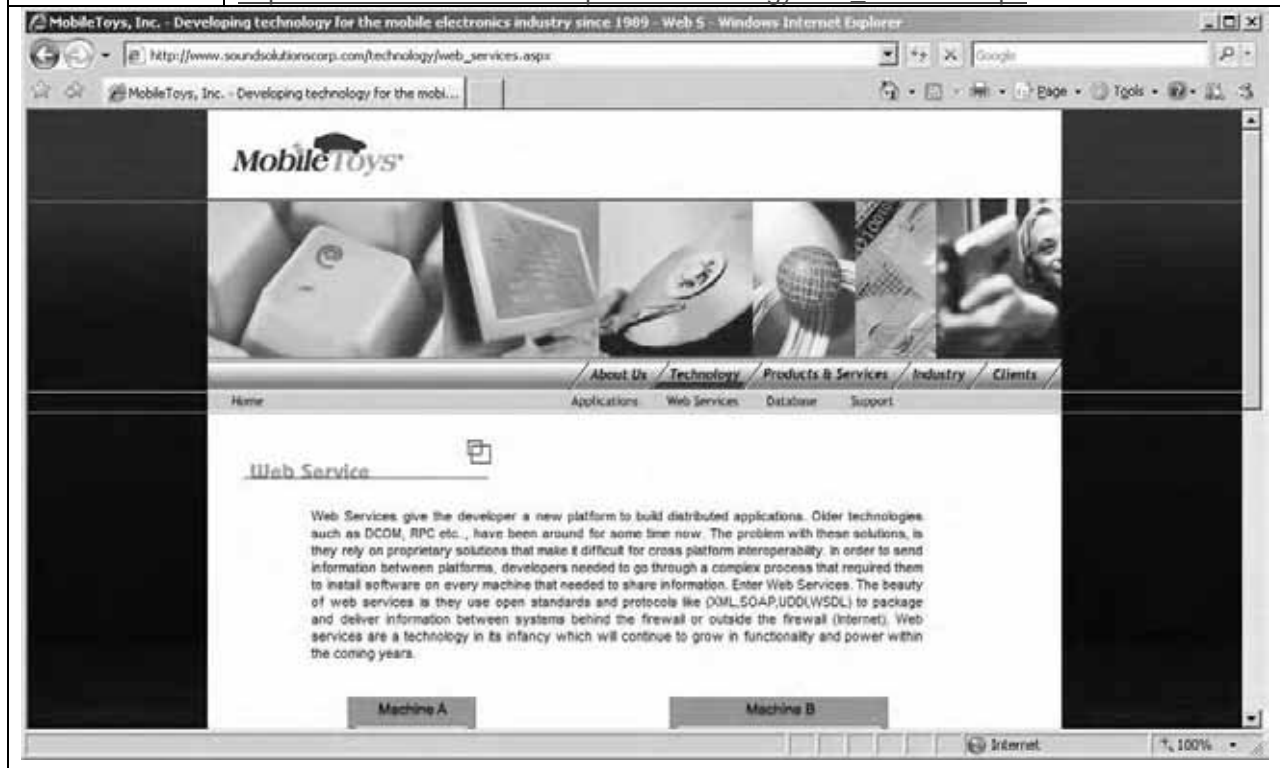 MobileToys, Inc. - Developing technology for the mobile electronics industry since 1989 - Web S - Windows Internet Explorer
http://www.soundsolutionscorp.com/technology/web_services.aspx
Google
MobileToys, Inc. - Developing technology for the mobi...
Page Tools
MobileToys
@
About Us / Technology / Products & Services / Industry / Clients /
Home Applications Web Services Database Support
Web Service
Web Services give the developer a new platform to build distributed applications. Older technologies
such as DCOM, RPC etc.., have been around for some time now. The problem with these solutions, is
they rely on proprietary solutions that make it difficult for cross platform interoperability. In order to send
information between platforms, developers needed to go through a complex process that required them
to install software on every machine that needed to share information. Enter Web Services. The beauty
of web services is they use open standards and protocols like (XML,SOAP,UDDI,WSDL) to package
and deliver information between systems behind the firewall or outside the firewall (Internet). Web
services are a technology in its infancy which will continue to grow in functionality and power within
the coming years.
Machine A Machine B
Internet 100%